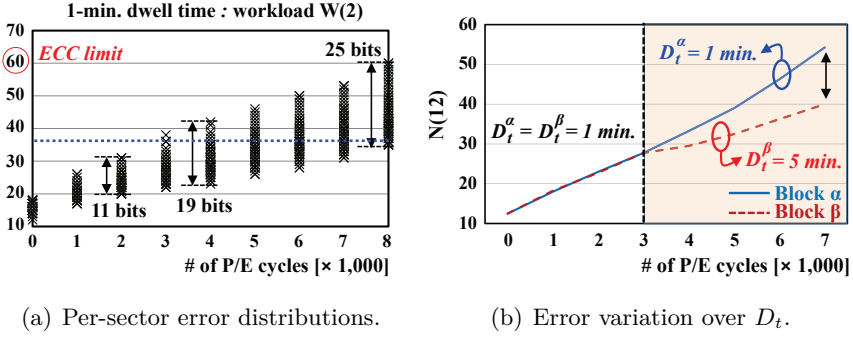 1-min. dwell time : workload W(2)
70
60
50
40
30
20
10
ECC limit
25 bits
19 bits
11 bits
0 1 2 3 4 5 6 7 8
# of P/E cycles [× 1,000]
(a) Per-sector error distributions.
N(12)
60
50
40
30
20
10
D_t^α = 1 min.
D_t^α = D_t^β = 1 min.
D_t^β = 5 min.
Block α
Block β
0 1 2 3 4 5 6 7
# of P/E cycles [× 1,000]
(b) Error variation over D_t.